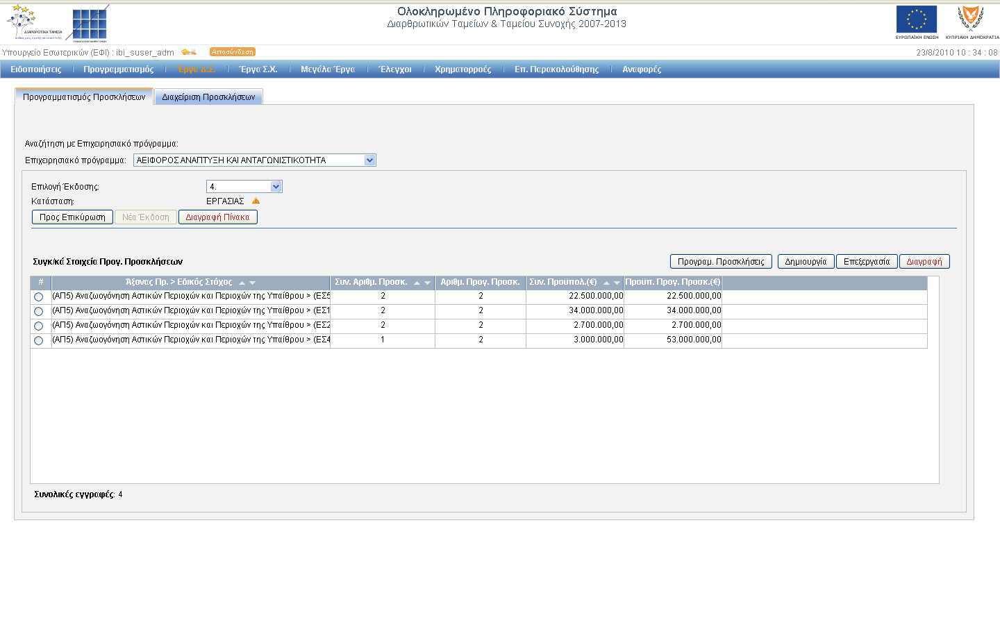 Ολοκληρωμένο Πληροφοριακό Σύστημα
Διαρθρωτικών Ταμείων & Ταμείου Συνοχής 2007-2013
ΔΙΑΡΘΡΩΤΙΚΑ ΤΑΜΕΙΑ
ΕΥΡΩΠΑΪΚΗ ΕΝΩΣΗ
ΚΥΠΡΙΑΚΗ ΔΗΜΟΚΡΑΤΙΑ
Υπουργείο Εσωτερικών (ΕΦΙ) : ibi_suser_adm Αποσύνδεση 23/8/2010 10 : 34 : 08
Ειδοποιήσεις Προγραμματισμός Έργα Δ.Σ. Έργα Σ.Χ. Μεγάλα Έργα Έλεγχοι Χρηματορροές Επ. Παρακολούθησης Αναφορές
Προγραμματισμός Προσκλήσεων Διαχείριση Προσκλήσεων
Αναζήτηση με Επιχειρησιακό πρόγραμμα:
Επιχειρησιακό πρόγραμμα: ΑΕΙΦΟΡΟΣ ΑΝΑΠΤΥΞΗ ΚΑΙ ΑΝΤΑΓΩΝΙΣΤΙΚΟΤΗΤΑ
Επιλογή Έκδοσης: 4.
Κατάσταση: ΕΡΓΑΣΙΑΣ
Προς Επικύρωση Νέα Έκδοση Διαγραφή Πίνακα
Συγκ/κά Στοιχεία Προγ. Προσκλήσεων Προγραμ. Προσκλήσεις Δημιουργία Επεξεργασία Διαγραφή
# Άξονας Πρ. > Εδικός Στόχος Συν. Αριθμ. Προσκ. Αριθμ. Προγ. Προσκ. Συν. Προϋπολ.(€) Προϋπ. Προγ. Προσκ.(€)
(ΑΠ5) Αναζωογόνηση Αστικών Περιοχών και Περιοχών της Υπαίθρου > (ΕΣ5 2 2 22.500.000,00 22.500.000,00
(ΑΠ5) Αναζωογόνηση Αστικών Περιοχών και Περιοχών της Υπαίθρου > (ΕΣ1 2 2 34.000.000,00 34.000.000,00
(ΑΠ5) Αναζωογόνηση Αστικών Περιοχών και Περιοχών της Υπαίθρου > (ΕΣ2 2 2 2.700.000,00 2.700.000,00
(ΑΠ5) Αναζωογόνηση Αστικών Περιοχών και Περιοχών της Υπαίθρου > (ΕΣ4 1 2 3.000.000,00 53.000.000,00
Συνολικές εγγραφές: 4